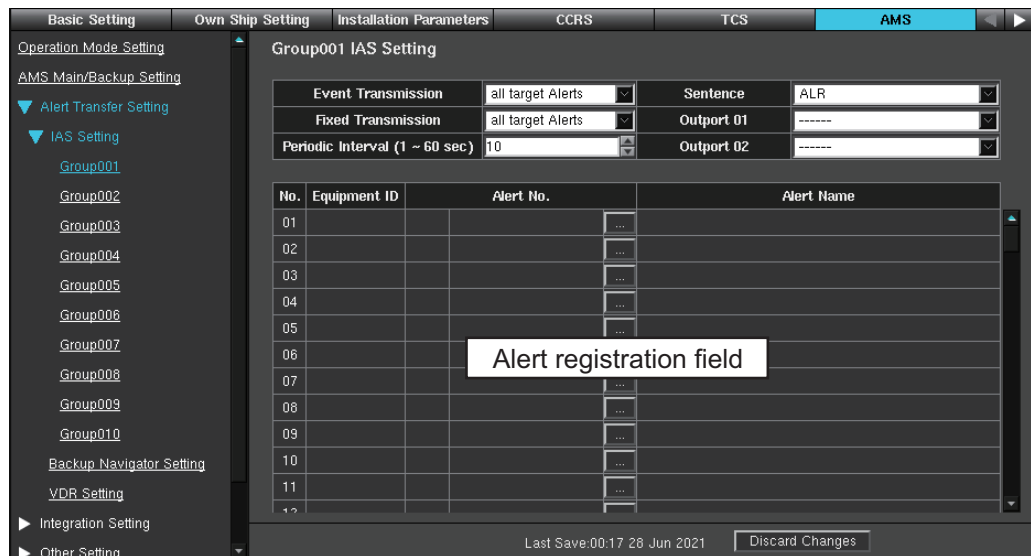 Basic Setting Own Ship Setting Installation Parameters CCRS TCS AMS
Operation Mode Setting
AMS Main/Backup Setting
Alert Transfer Setting
IAS Setting
Group001
Group002
Group003
Group004
Group005
Group006
Group007
Group008
Group009
Group010
Backup Navigator Setting
VDR Setting
Integration Setting
Other Setting
Group001 IAS Setting
Event Transmission all target Alerts Sentence ALR
Fixed Transmission all target Alerts Outport 01 ------
Periodic Interval (1 ~ 60 sec) 10 Outport 02 ------
No. Equipment ID Alert No. Alert Name
01 ...
02 ...
03 ...
04 ...
05 ...
06
Alert registration field
07 ...
08 ...
09 ...
10 ...
11 ...
12
Last Save:00:17 28 Jun 2021 Discard Changes